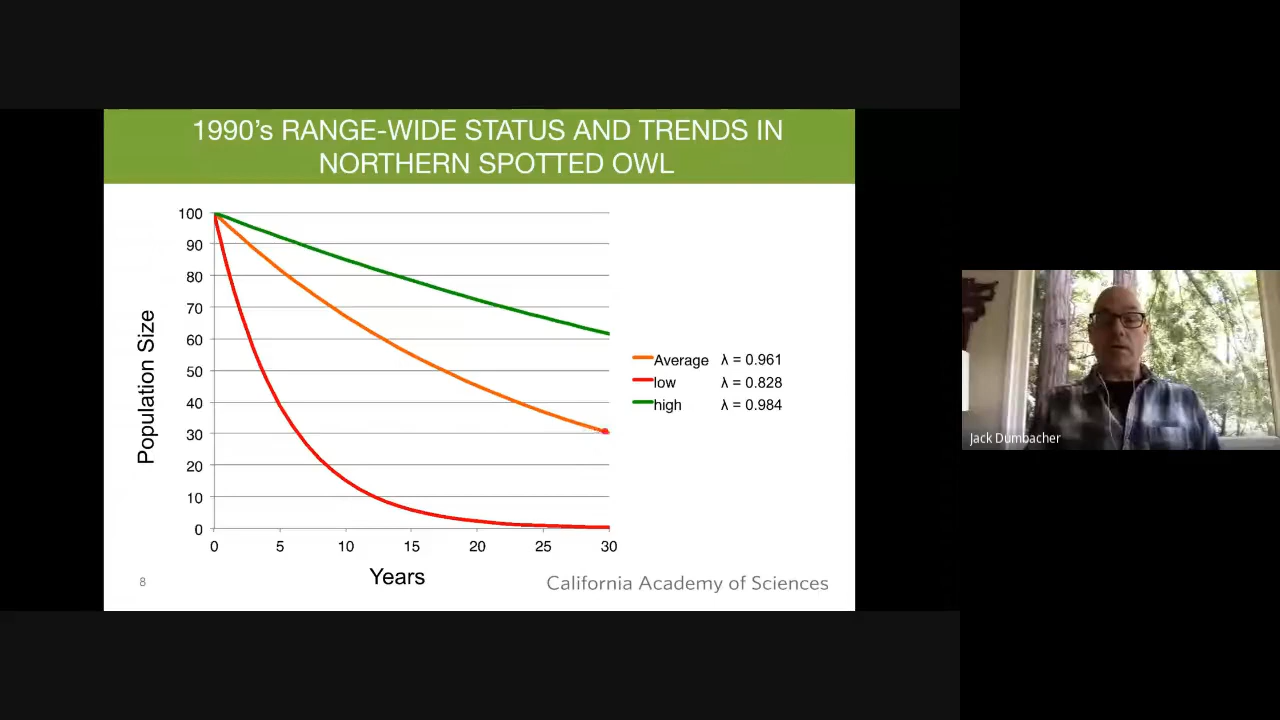 1990’s RANGE-WIDE STATUS AND TRENDS IN
NORTHERN SPOTTED OWL
Population Size
100
90
80
70
60
50
40
30
20
10
0
0 5 10 15 20 25 30
Years
Average λ = 0.961
low λ = 0.828
high λ = 0.984
8
California Academy of Sciences
Jack Dumbacher